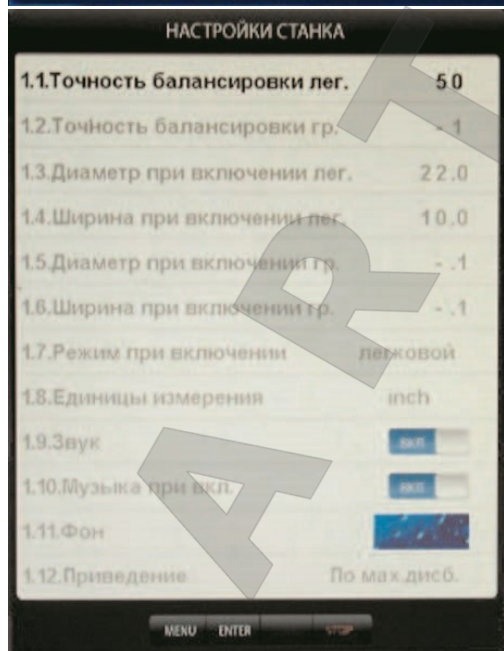 НАСТРОЙКИ СТАНКА
1.1.Точность балансировки лег. 50
1.2.Точность балансировки гр. - 1
1.3.Диаметр при включении лег. 22.0
1.4.Ширина при включении лег. 10.0
1.5.Диаметр при включении гр. - .1
1.6.Ширина при включении гр. - .1
1.7.Режим при включении легковой
1.8.Единицы измерения inch
1.9.Звук вкл
1.10.Музыка при вкл. вкл
1.11.Фон
1.12.Приведение По мах.дисб.
MENU ENTER STOP
ART